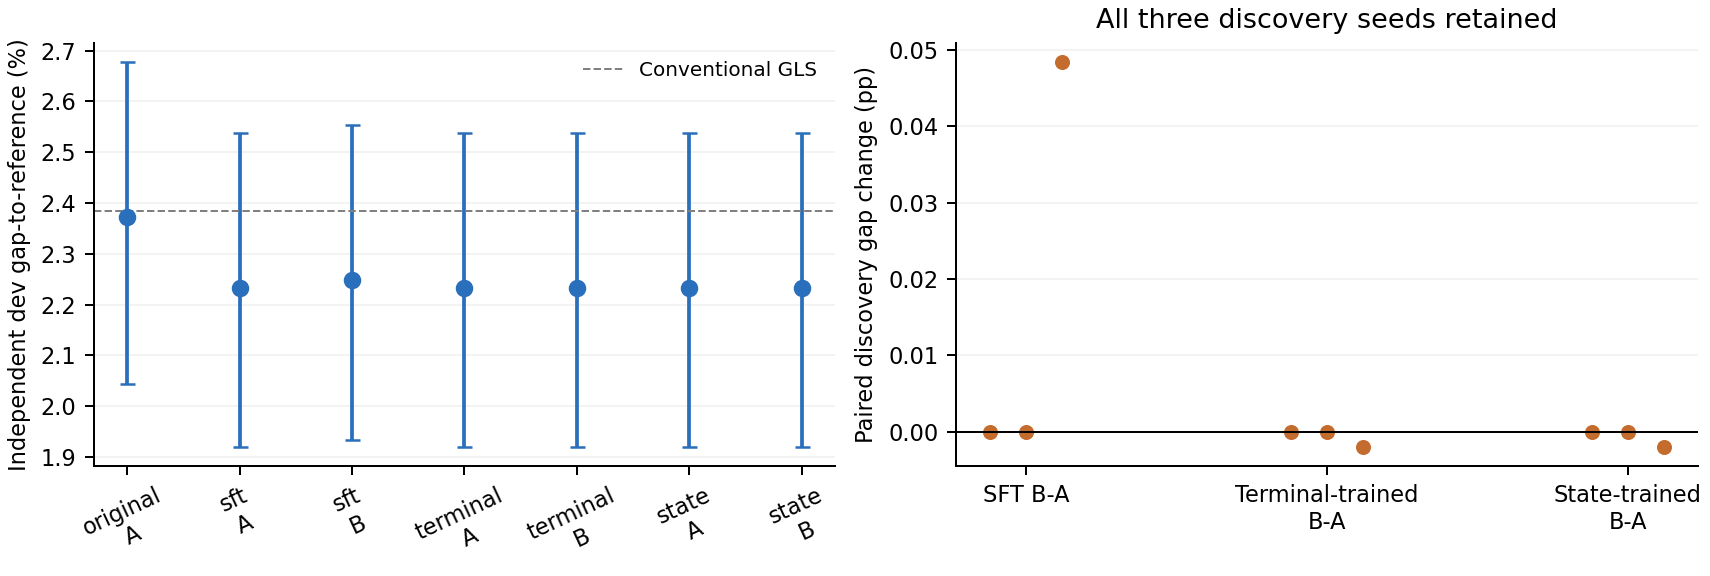 Independent dev gap-to-reference (%)
2.7
2.6
2.5
2.4
2.3
2.2
2.1
2.0
1.9
Conventional GLS
original
A
sft
A
sft
B
terminal
A
terminal
B
state
A
state
B
All three discovery seeds retained
Paired discovery gap change (pp)
0.05
0.04
0.03
0.02
0.01
0.00
SFT B-A
Terminal-trained
B-A
State-trained
B-A